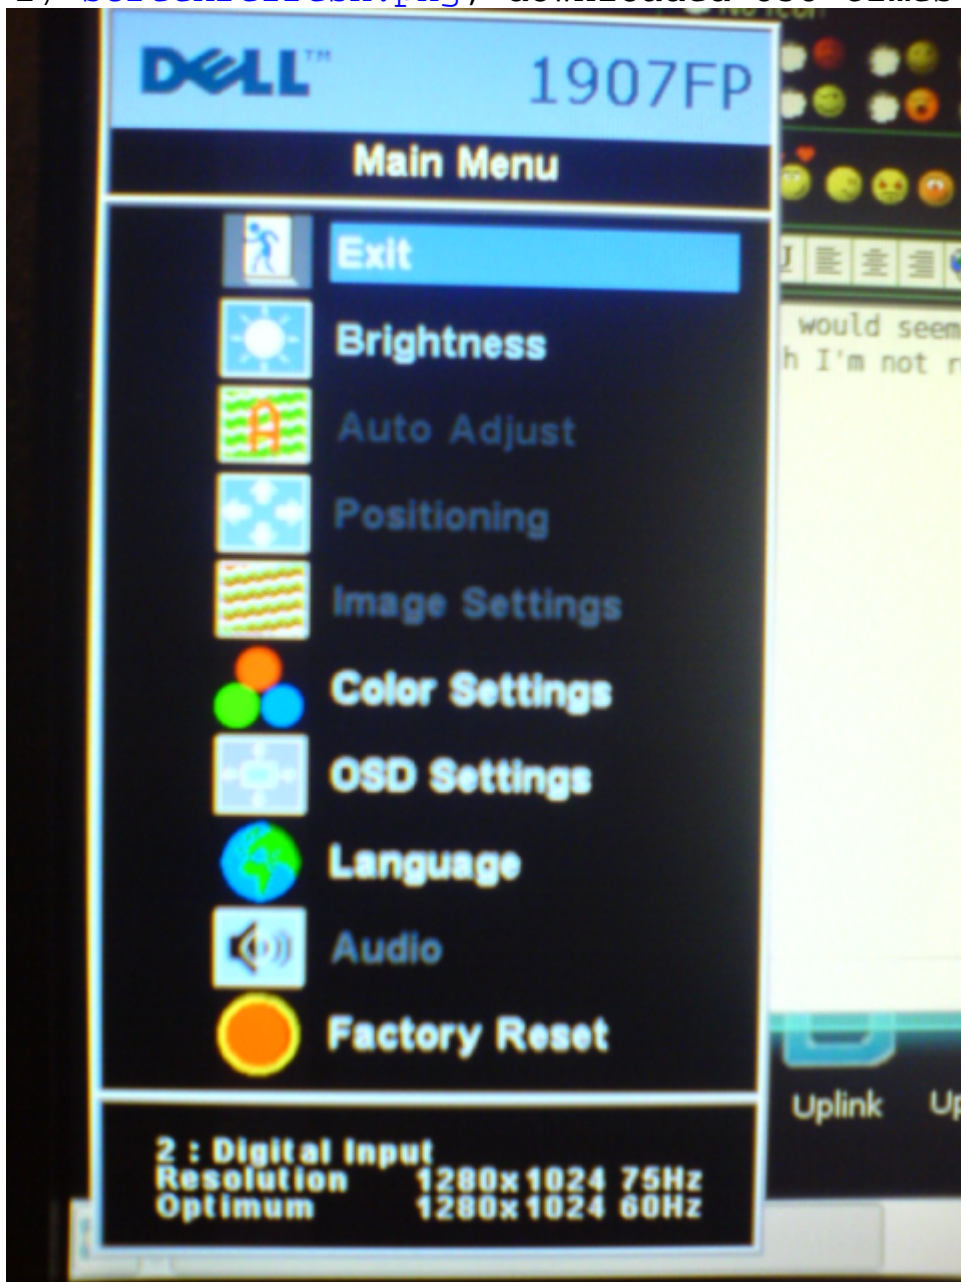 DELL™ 1907FP
Main Menu
Exit
Brightness
Auto Adjust
Positioning
Image Settings
Color Settings
OSD Settings
Language
Audio
Factory Reset
2 : Digital Input
Resolution 1280x1024 75Hz
Optimum 1280x1024 60Hz
would seem
h I'm not
Uplink Up